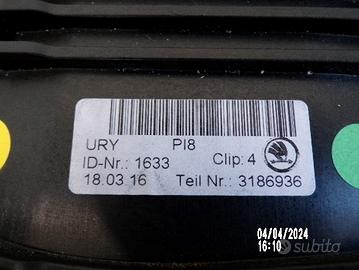 URY PI8
ID-Nr.: 1633 Clip: 4
18.03.16 Teil Nr.: 3186936
04/04/2024
16:10
subito